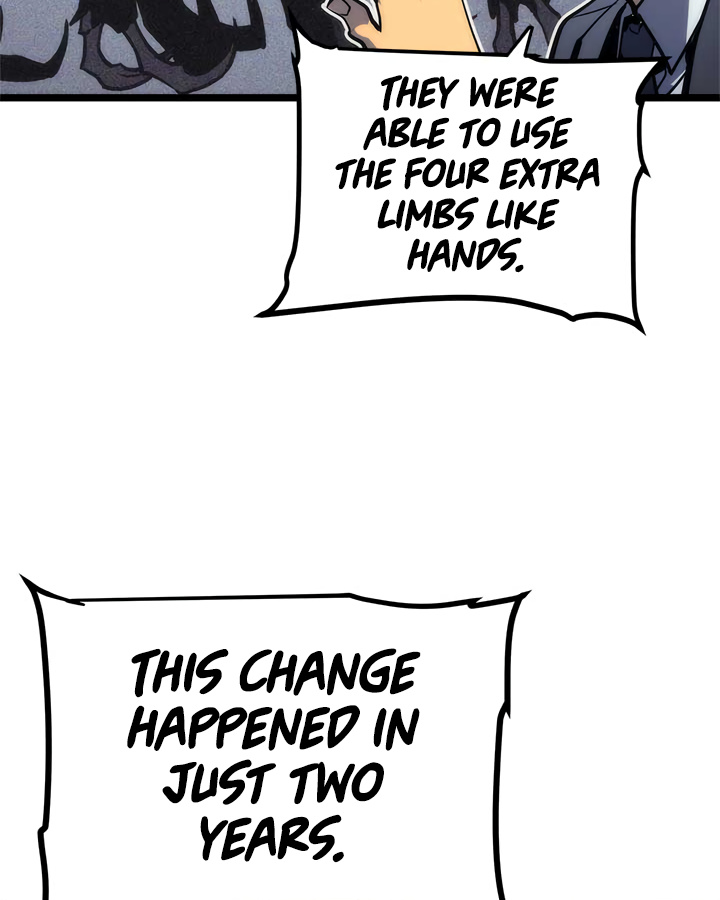 THEY WERE
ABLE TO USE
THE FOUR EXTRA
LIMBS LIKE
HANDS.
THIS CHANGE
HAPPENED IN
JUST TWO
YEARS.